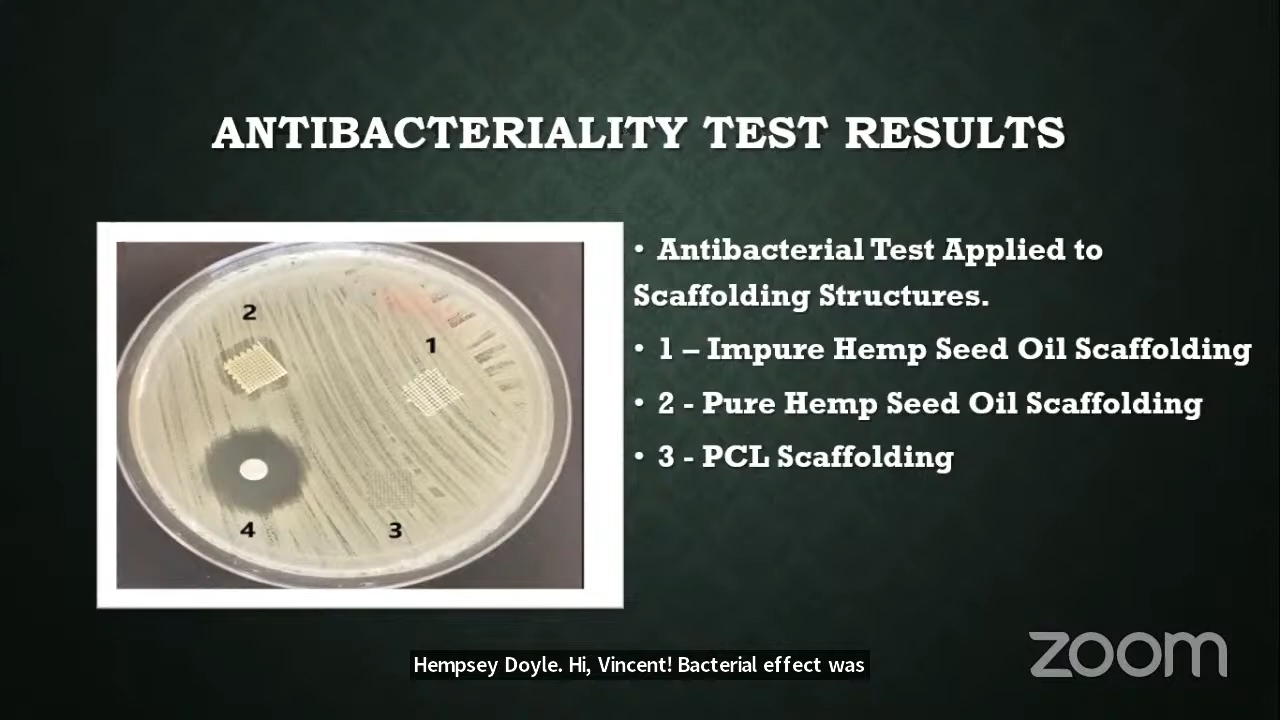 ANTIBACTERIALITY TEST RESULTS
2
1
4
3
• Antibacterial Test Applied to
Scaffolding Structures.
• 1 – Impure Hemp Seed Oil Scaffolding
• 2 - Pure Hemp Seed Oil Scaffolding
• 3 - PCL Scaffolding
Hempsey Doyle. Hi, Vincent! Bacterial effect was
zoom